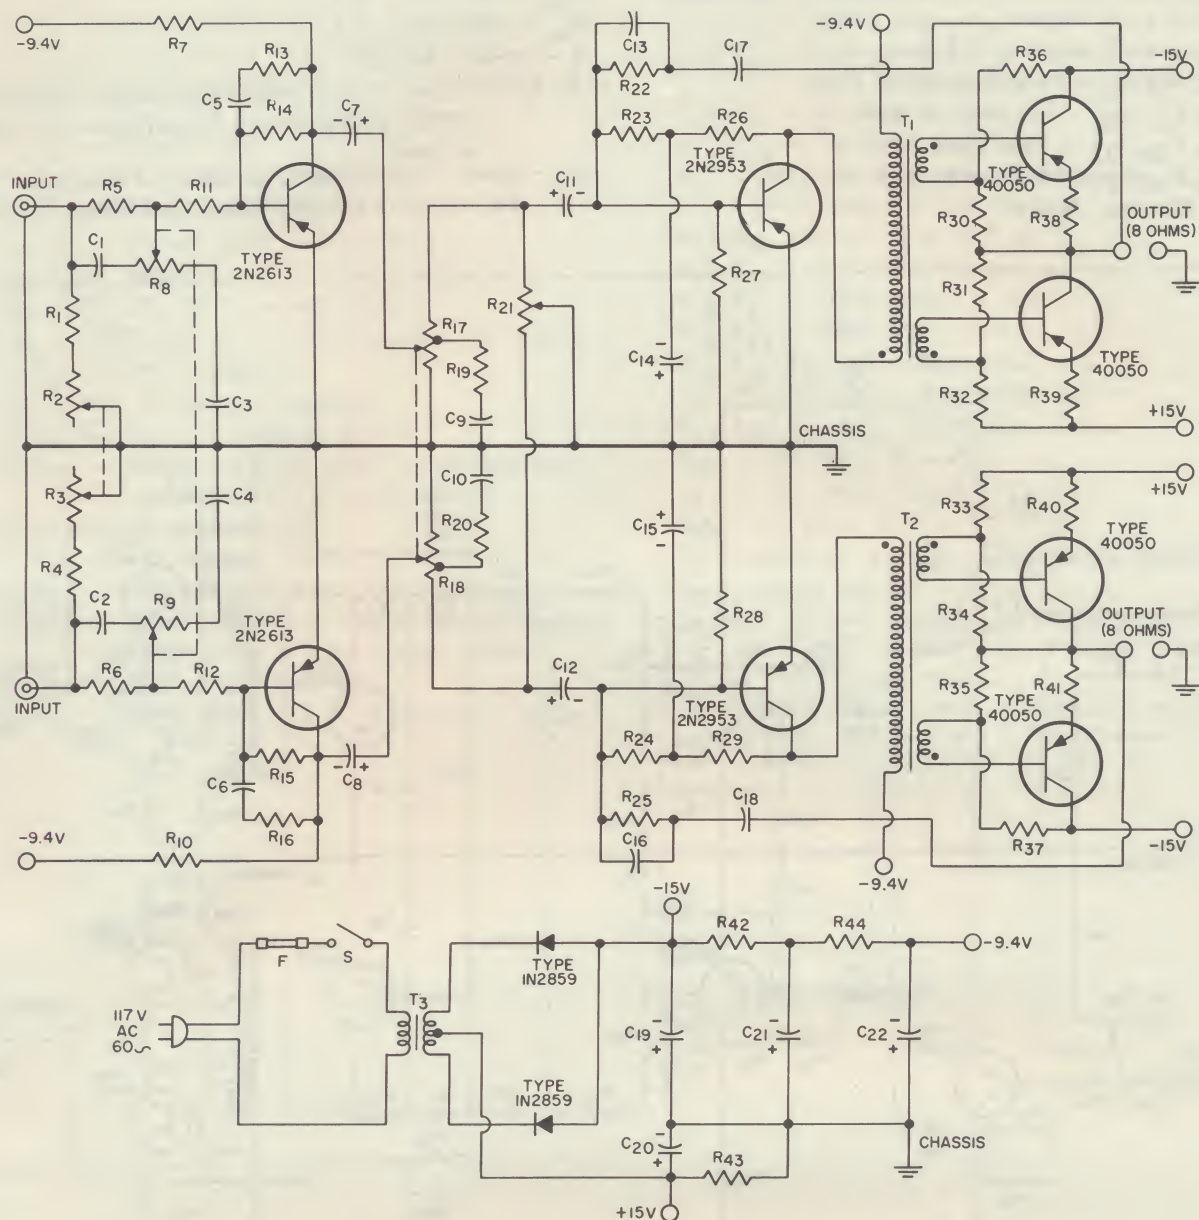 -9.4V
R7
R13
C5
R14
C7
- +
INPUT
R5
R11
C1
R8
TYPE
2N2613
R1
R2
C3
R3
C4
R4
C2
R9
TYPE
2N2613
INPUT
R6
R12
C6
R15
C8
- +
R16
-9.4V
R10
R17
R19
C9
C10
R20
R18
R21
C11
+ -
C12
+ -
C13
R22
C17
R23
R26
TYPE
2N2953
R27
C14
-
+
CHASSIS
C15
+
-
R28
TYPE
2N2953
R24
R29
R25
C18
C16
-9.4V
T1
R36
-15V
TYPE
40050
R30
R38
OUTPUT
(8 OHMS)
R31
TYPE
40050
R32
R39
+15V
T2
R33
R40
+15V
TYPE
40050
R34
OUTPUT
(8 OHMS)
R35
TYPE
40050
R41
R37
-15V
-9.4V
F
S
117 V
AC
60~
T3
TYPE
1N2859
TYPE
1N2859
-15V
R42
R44
-9.4V
C19
-
+
C21
-
+
C22
-
+
C20
-
+
R43
CHASSIS
+15V